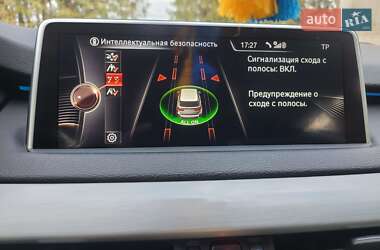 auto RIA
Интеллектуальная безопасность 17:27 TP
Сигнализация схода с
полосы: ВКЛ.
Предупреждение о
сходе с полосы.
ALL ON